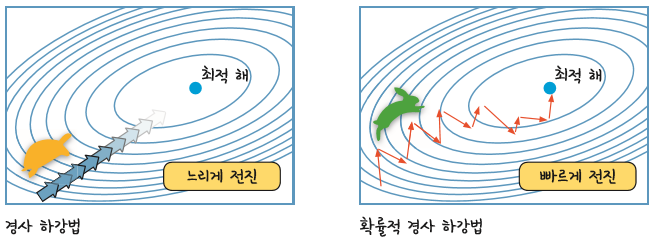 최적 해
느리게 전진
경사 하강법
최적 해
빠르게 전진
확률적 경사 하강법